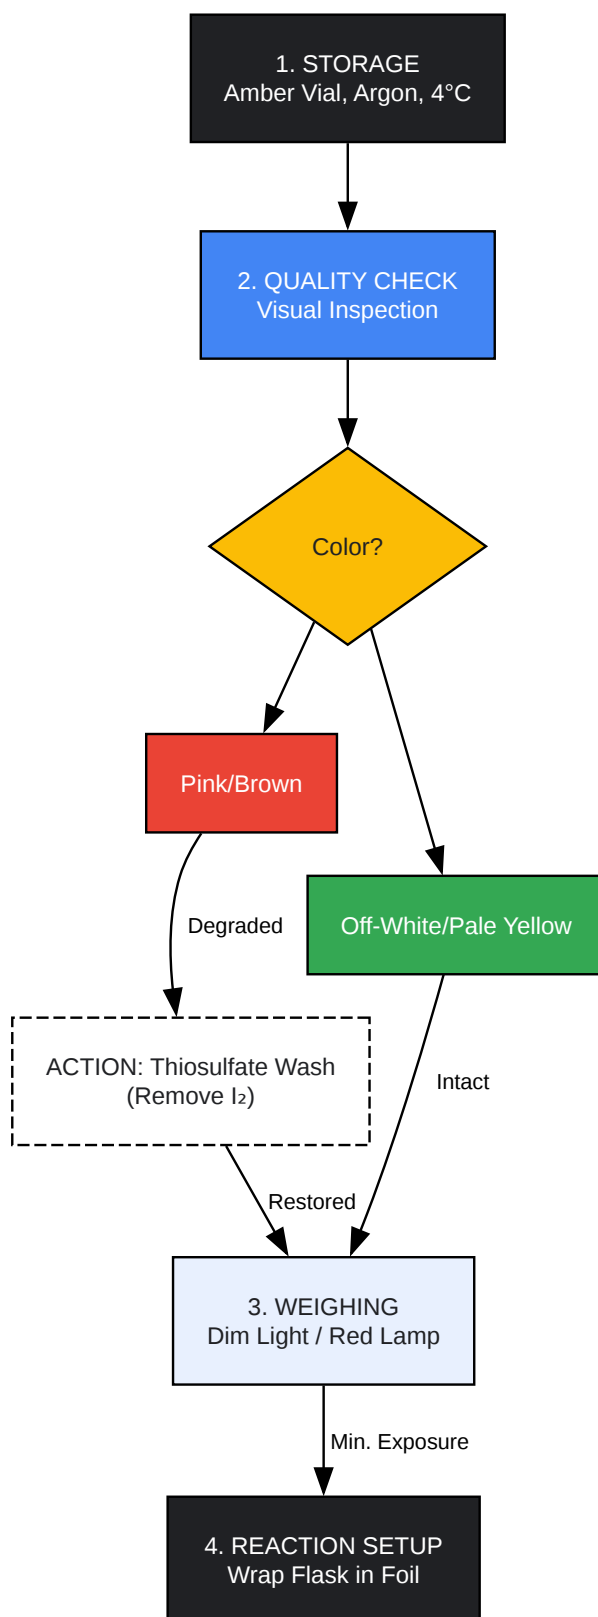 1. STORAGE
Amber Vial, Argon, 4°C
2. QUALITY CHECK
Visual Inspection
Color?
Pink/Brown
Degraded
Off-White/Pale Yellow
ACTION: Thiosulfate Wash
(Remove I₂)
Intact
Restored
3. WEIGHING
Dim Light / Red Lamp
Min. Exposure
4. REACTION SETUP
Wrap Flask in Foil